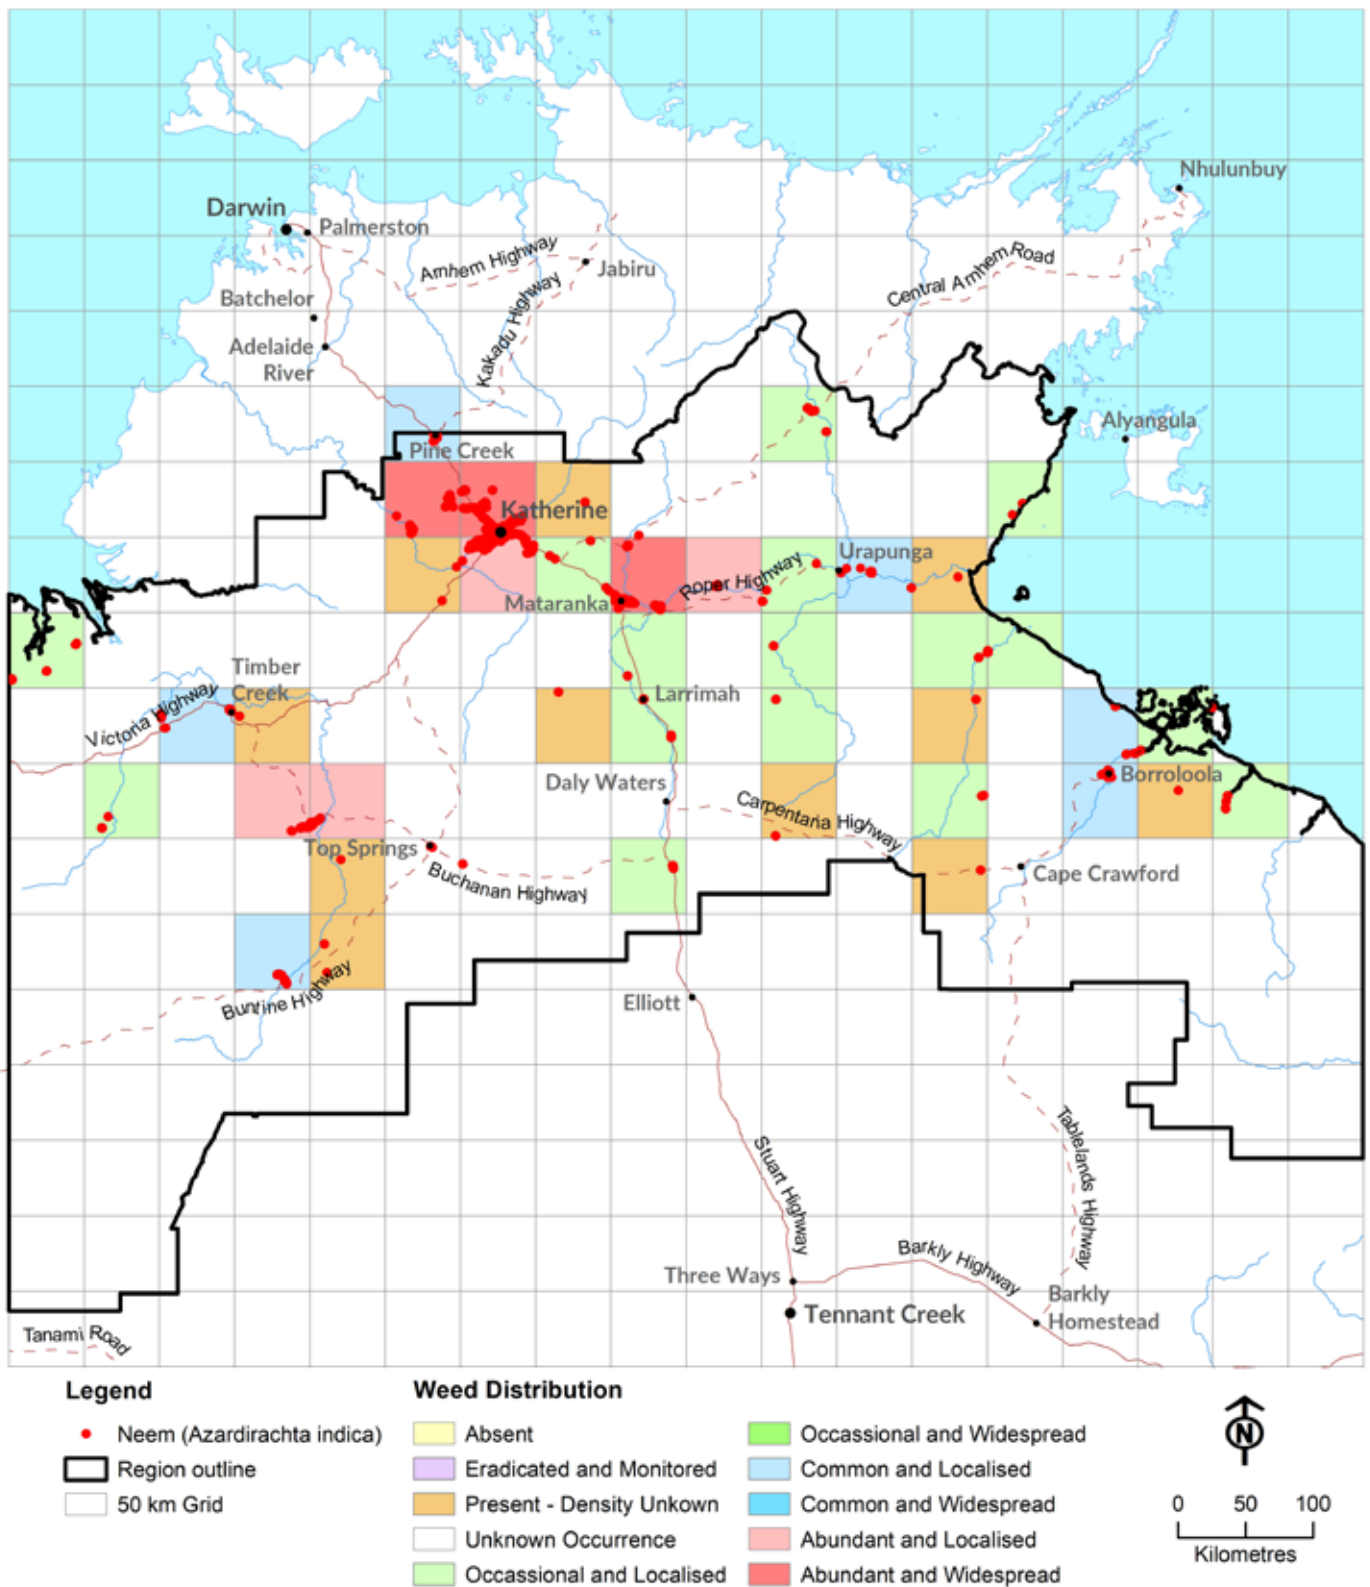 Nhulunbuy
Darwin
Palmerston
Arnhem Highway
Jabiru
Central Arnhem Road
Batchelor
Kakadu Highway
Adelaide
River
Alyangula
Pine Creek
Katherine
Urapunga
Roper Highway
Mataranka
Timber
Creek
Victoria Highway
Larrimah
Daly Waters
Borroloola
Carpentaria Highway
Top Springs
Buchanan Highway
Cape Crawford
Buntine Highway
Elliott
Stuart Highway
Tablelands Highway
Three Ways
Barkly Highway
Barkly
Homestead
Tennant Creek
Tanami Road
Legend
Neem (Azardirachta indica)
Region outline
50 km Grid
Weed Distribution
Absent
Eradicated and Monitored
Present - Density Unkown
Unknown Occurrence
Occassional and Localised
Occassional and Widespread
Common and Localised
Common and Widespread
Abundant and Localised
Abundant and Widespread
N
0 50 100
Kilometres